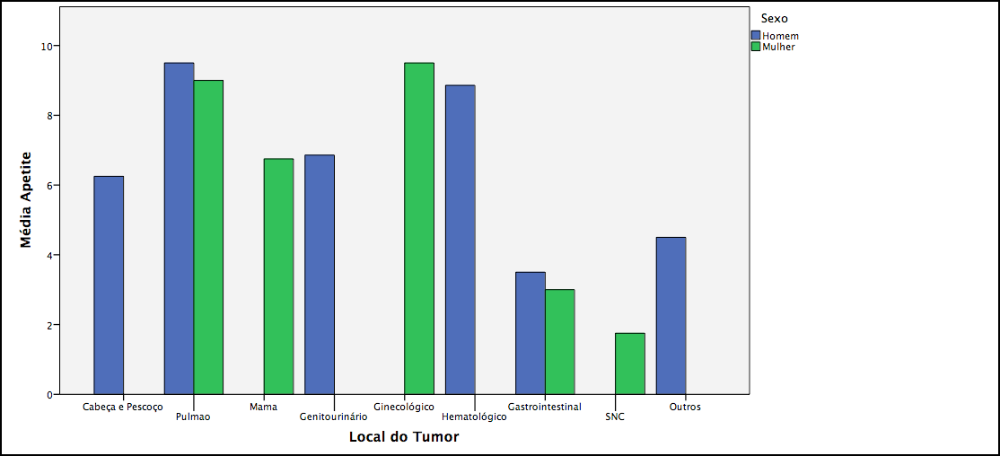 Sexo
Homem
Mulher
10
8
6
4
2
0
Média Apetite
Cabeça e Pescoço
Pulmao
Mama
Genitourinário
Ginecológico
Hematológico
Gastrointestinal
SNC
Outros
Local do Tumor